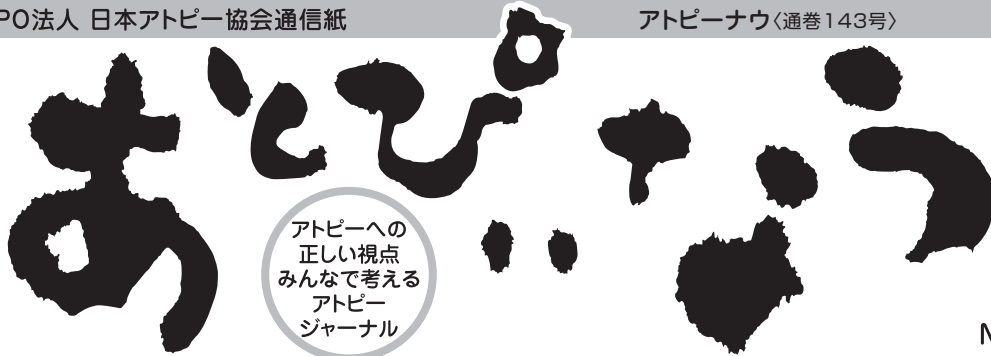 PO法人 日本アトピー協会通信紙
アトピーナウ〈通巻143号〉
あとぴいなう
アトピーへの
正しい視点
みんなで考える
アトピー
ジャーナル